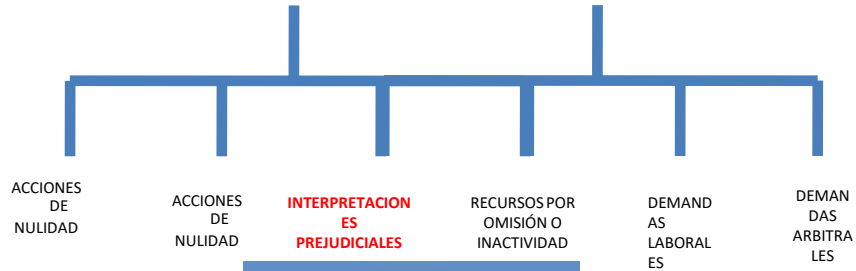 ACCIONES
DE
NULIDAD
ACCIONES
DE
NULIDAD
INTERPRETACION
ES
PREJUDICIALES
RECURSOS POR
OMISIÓN O
INACTIVIDAD
DEMAND
AS
LABORAL
ES
DEMAN
DAS
ARBITRA
LES